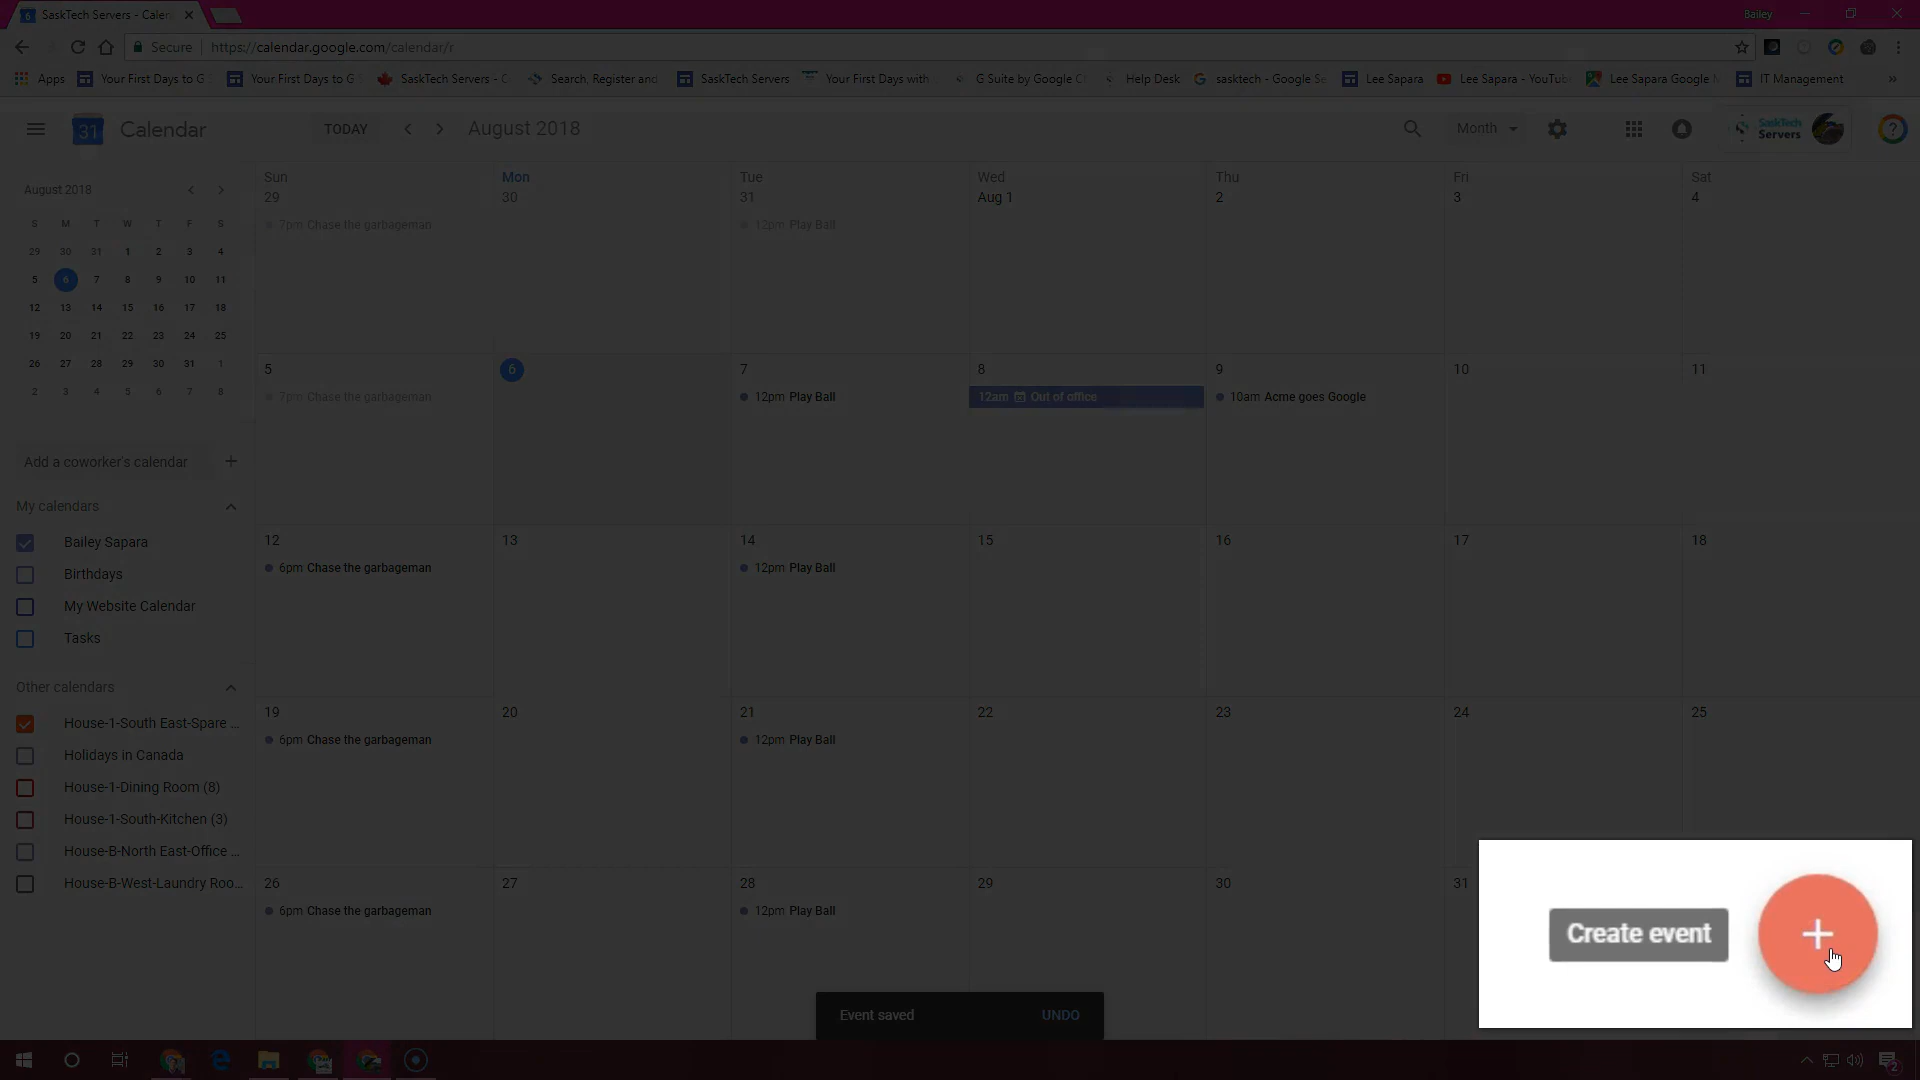 SaskTech Servers - Calen
Bailey
Secure https://calendar.google.com/calendar/r
Apps Your First Days to G Your First Days to G SaskTech Servers - C Search, Register and SaskTech Servers Your First Days with G Suite by Google C Help Desk sasktech - Google Se Lee Sapara Lee Sapara - YouTub Lee Sapara Google M IT Management »
31 Calendar TODAY August 2018 Month SaskTech Servers ?
August 2018
S M T W T F S
29 30 31 1 2 3 4
5 6 7 8 9 10 11
12 13 14 15 16 17 18
19 20 21 22 23 24 25
26 27 28 29 30 31 1
2 3 4 5 6 7 8
Add a coworker's calendar +
My calendars
Bailey Sapara
Birthdays
My Website Calendar
Tasks
Other calendars
House-1-South East-Spare ...
Holidays in Canada
House-1-Dining Room (8)
House-1-South-Kitchen (3)
House-B-North East-Office ...
House-B-West-Laundry Roo...
Sun Mon Tue Wed Thu Fri Sat
29 30 31 Aug 1 2 3 4
7pm Chase the garbageman 12pm Play Ball
5 6 7 8 9 10 11
7pm Chase the garbageman 12pm Play Ball 12am Out of office 10am Acme goes Google
12 13 14 15 16 17 18
6pm Chase the garbageman 12pm Play Ball
19 20 21 22 23 24 25
6pm Chase the garbageman 12pm Play Ball
26 27 28 29 30 31
6pm Chase the garbageman 12pm Play Ball
Create event +
Event saved UNDO
2